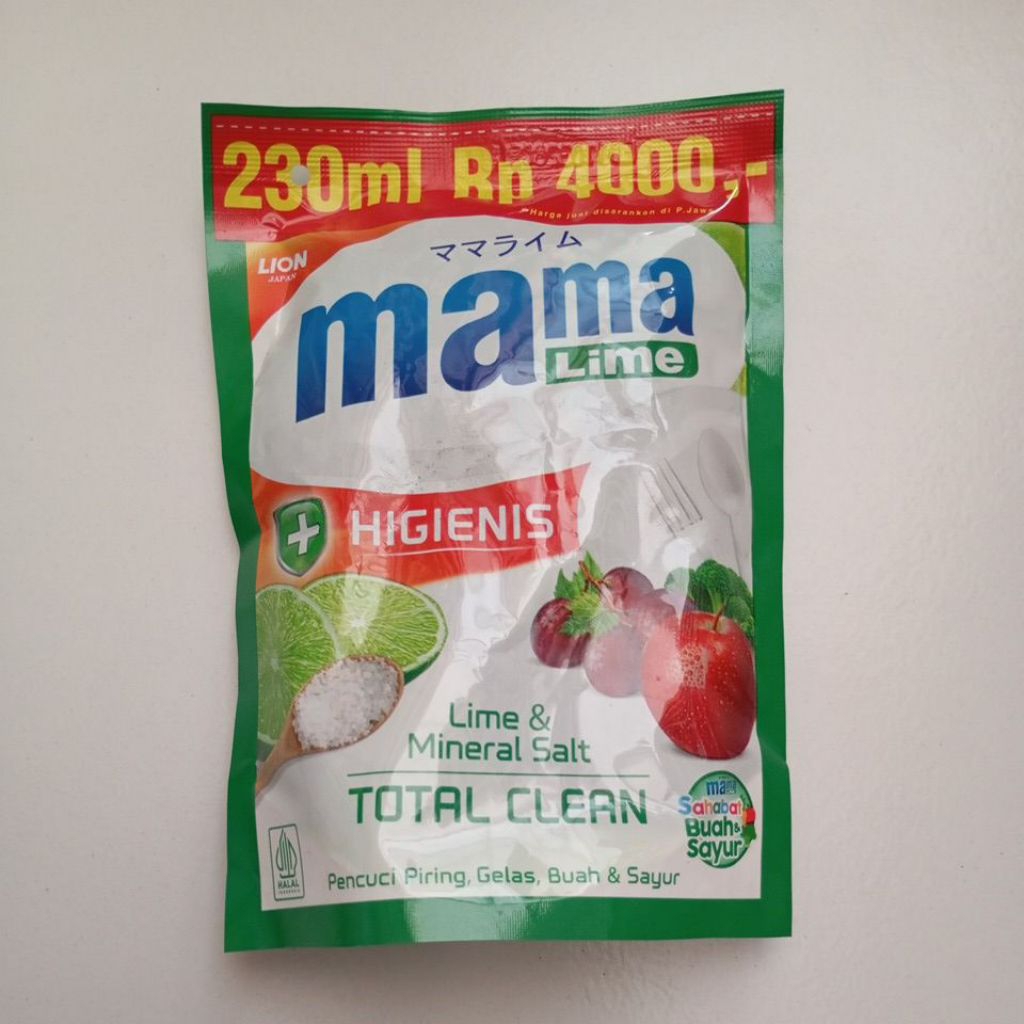 230ml Rp 4000,-
*Harga jual disarankan di P.Jawa
LION
JAPAN
ママライム
mama
Lime
HIGIENIS
Lime &
Mineral Salt
TOTAL CLEAN
mama
Sahabat
Buah &
Sayur
HALAL
INDONESIA
Pencuci Piring, Gelas, Buah & Sayur